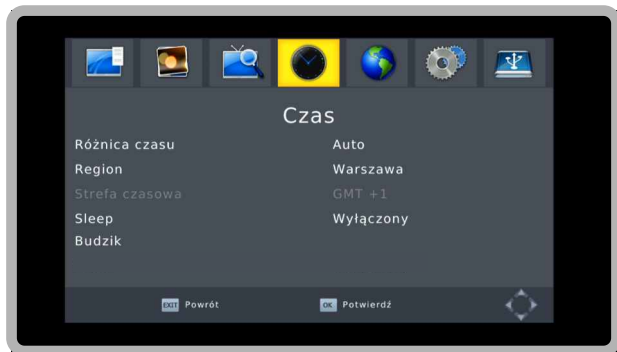 Czas
Różnica czasu Auto
Region Warszawa
Strefa czasowa GMT +1
Sleep Wyłączony
Budzik
EXIT Powrót OK Potwierdź